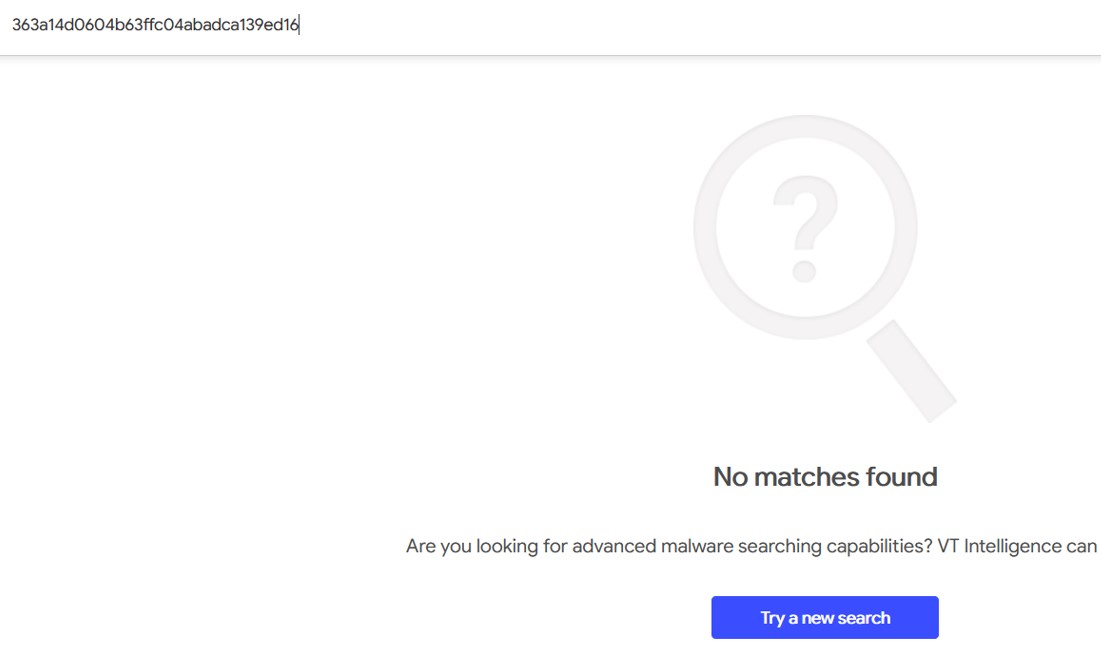 363a14d0604b63ffc04abadca139ed16
?
No matches found
Are you looking for advanced malware searching capabilities? VT Intelligence can
Try a new search